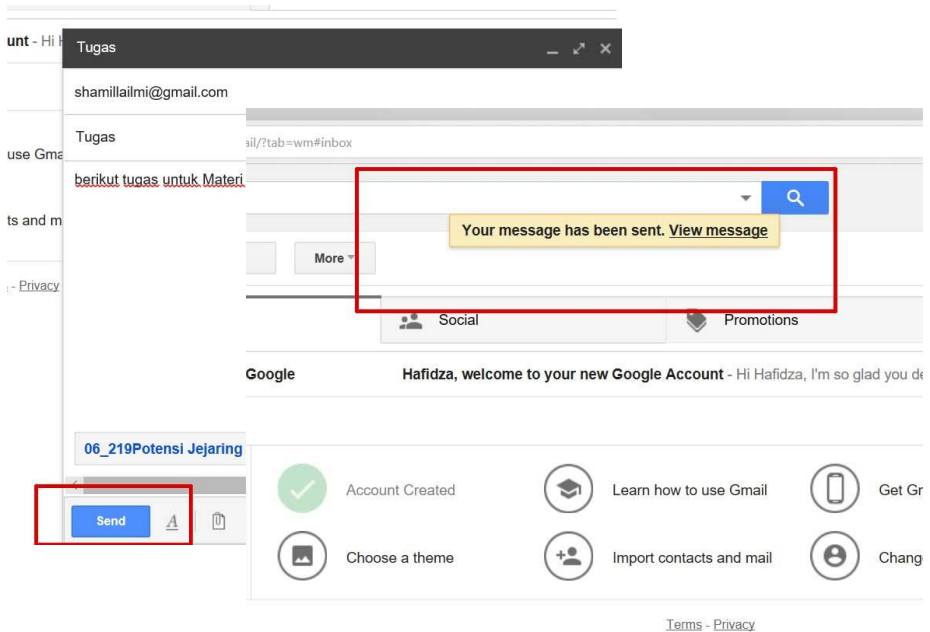 unt - Hi H
use Gma
ts and m
- Privacy
Tugas
shamillailmi@gmail.com
Tugas
berikut tugas untuk Materi
06_219Potensi Jejaring
Send A
ail/?tab=wm#inbox
Your message has been sent. View message
More
Social Promotions
Google Hafidza, welcome to your new Google Account - Hi Hafidza, I'm so glad you de
Account Created Learn how to use Gmail Get Gr
Choose a theme Import contacts and mail Chang
Terms - Privacy